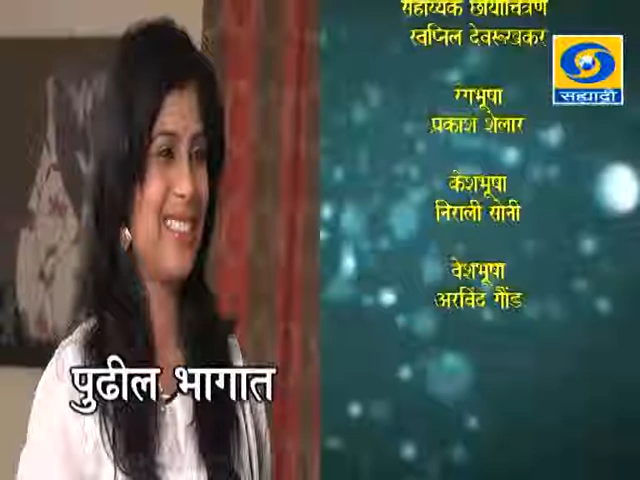 सहाय्यक छायाचित्रण
स्वप्निल देवरूखकर
सह्याद्री
रंगभूषा
प्रकाश शेलार
केशभूषा
निराली सोनी
वेशभूषा
अरविंद गौंड
पुढील भागात